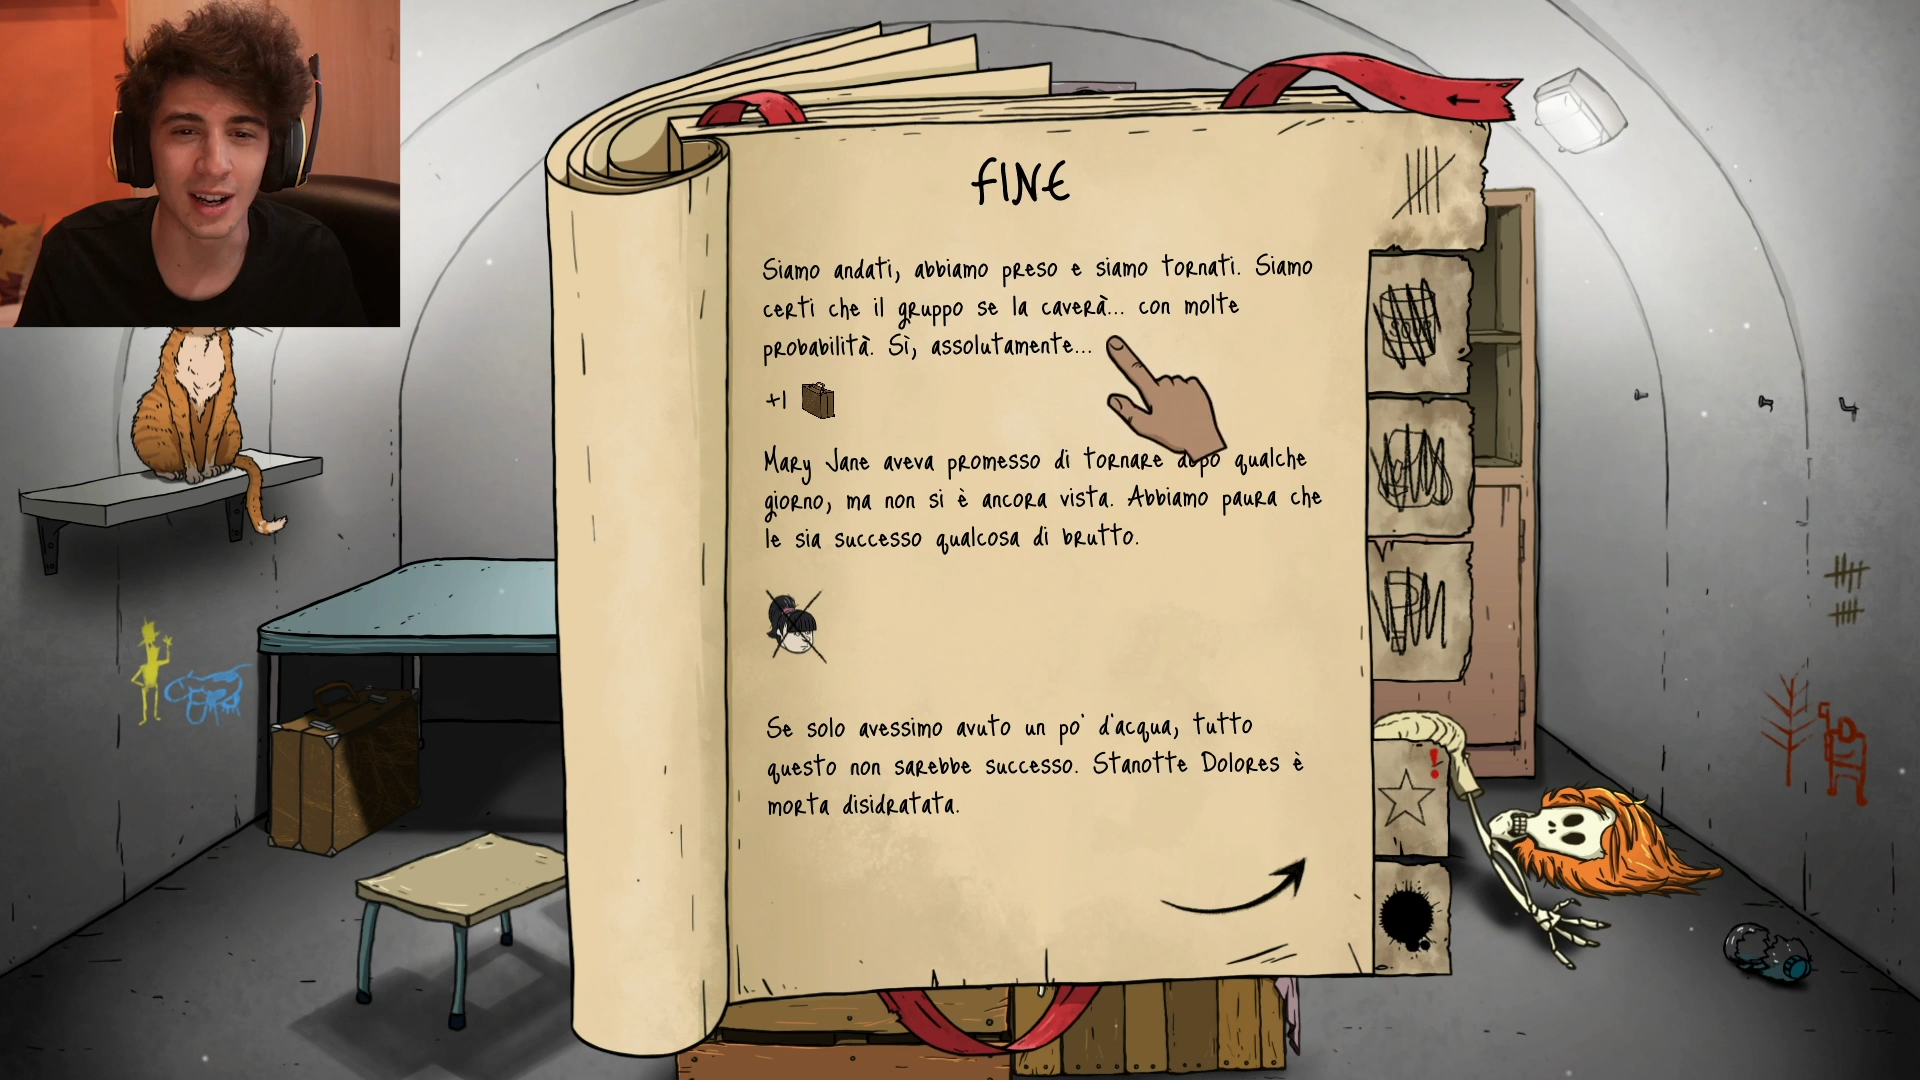 FINE
Siamo andati, abbiamo preso e siamo tornati. Siamo
certi che il gruppo se la caverà... con molte
probabilità. Sì, assolutamente...
+1
Mary Jane aveva promesso di tornare dopo qualche
giorno, ma non si è ancora vista. Abbiamo paura che
le sia successo qualcosa di brutto.
Se solo avessimo avuto un po' d'acqua, tutto
questo non sarebbe successo. Stanotte Dolores è
morta disidratata.
!